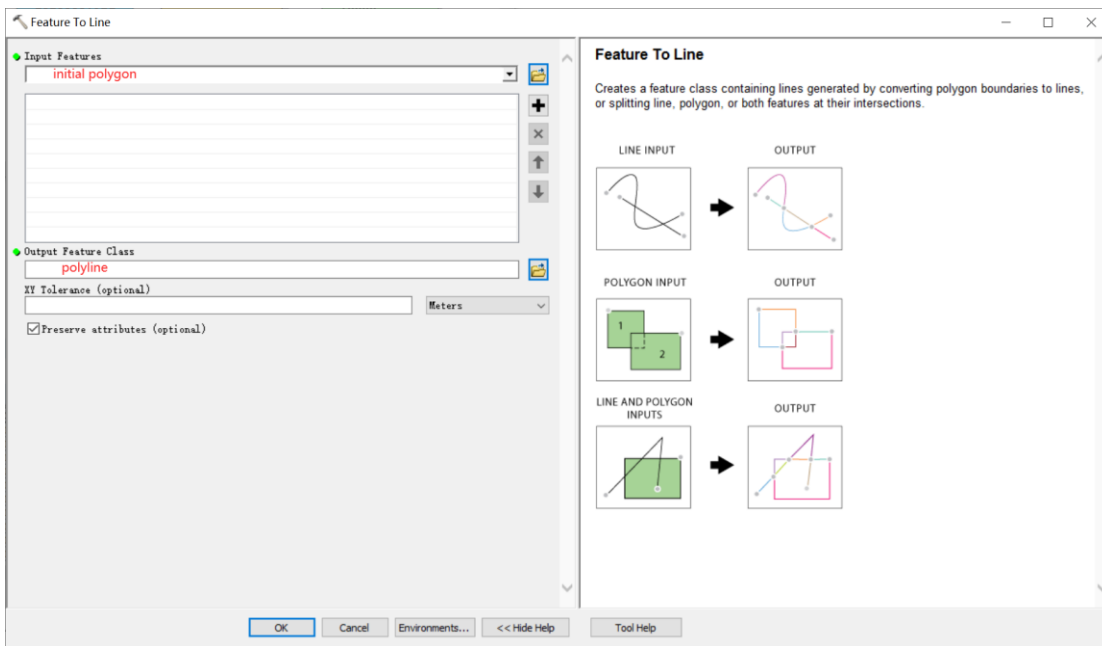 Feature To Line
Input Features
initial polygon
Output Feature Class
polyline
XY Tolerance (optional)
Meters
Preserve attributes (optional)
Feature To Line
Creates a feature class containing lines generated by converting polygon boundaries to lines,
or splitting line, polygon, or both features at their intersections.
LINE INPUT
OUTPUT
POLYGON INPUT
OUTPUT
1
2
LINE AND POLYGON
INPUTS
OUTPUT
OK
Cancel
Environments...
<< Hide Help
Tool Help